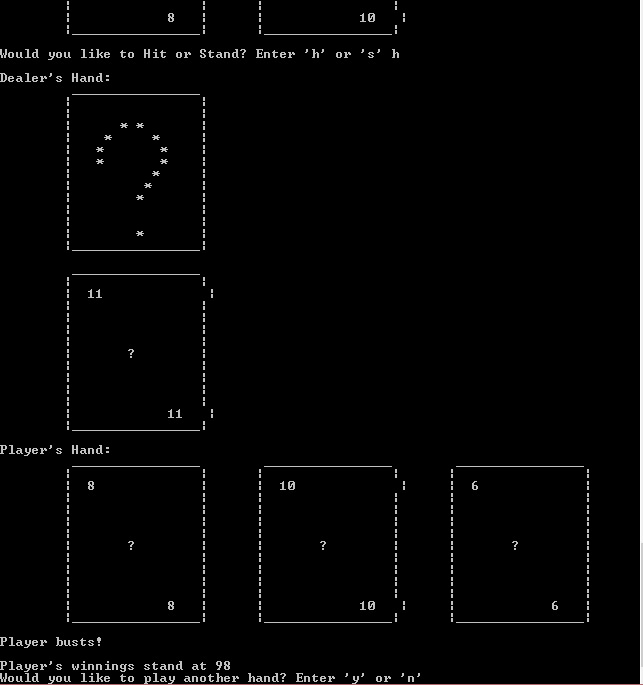 8 10
Would you like to Hit or Stand? Enter 'h' or 's' h
Dealer's Hand:
* *
* *
* *
* *
*
*
*
*
11
?
11
Player's Hand:
8 10 6
? ? ?
8 10 6
Player busts!
Player's winnings stand at 98
Would you like to play another hand? Enter 'y' or 'n'